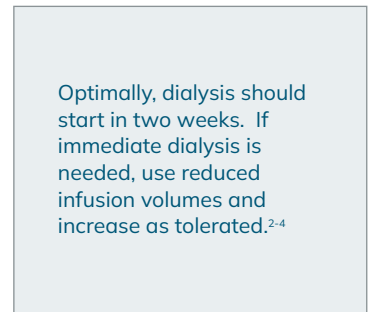 Optimally, dialysis should
start in two weeks.  If
immediate dialysis is
needed, use reduced
infusion volumes and
increase as tolerated.2-4